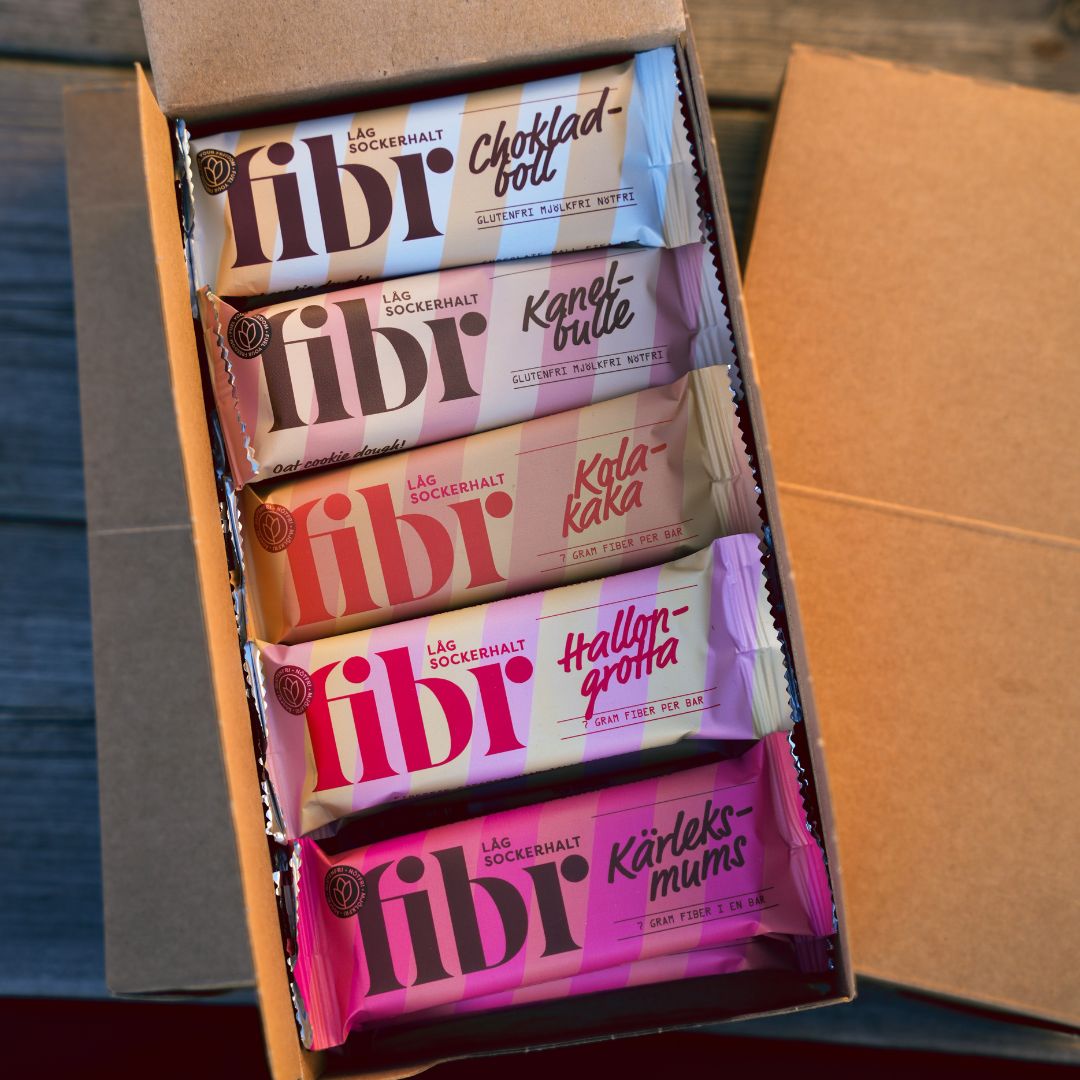 LÅG
SOCKERHALT
fibr
Choklad-
boll
GLUTENFRI MJÖLKFRI NÖTFRI
LÅG
SOCKERHALT
fibr
Kanel-
bulle
GLUTENFRI MJÖLKFRI NÖTFRI
Oat cookie dough!
LÅG
SOCKERHALT
fibr
Kola-
kaka
7 GRAM FIBER PER BAR
LÅG
SOCKERHALT
fibr
Hallon-
grotta
7 GRAM FIBER PER BAR
LÅG
SOCKERHALT
fibr
Kärleks-
mums
7 GRAM FIBER I EN BAR